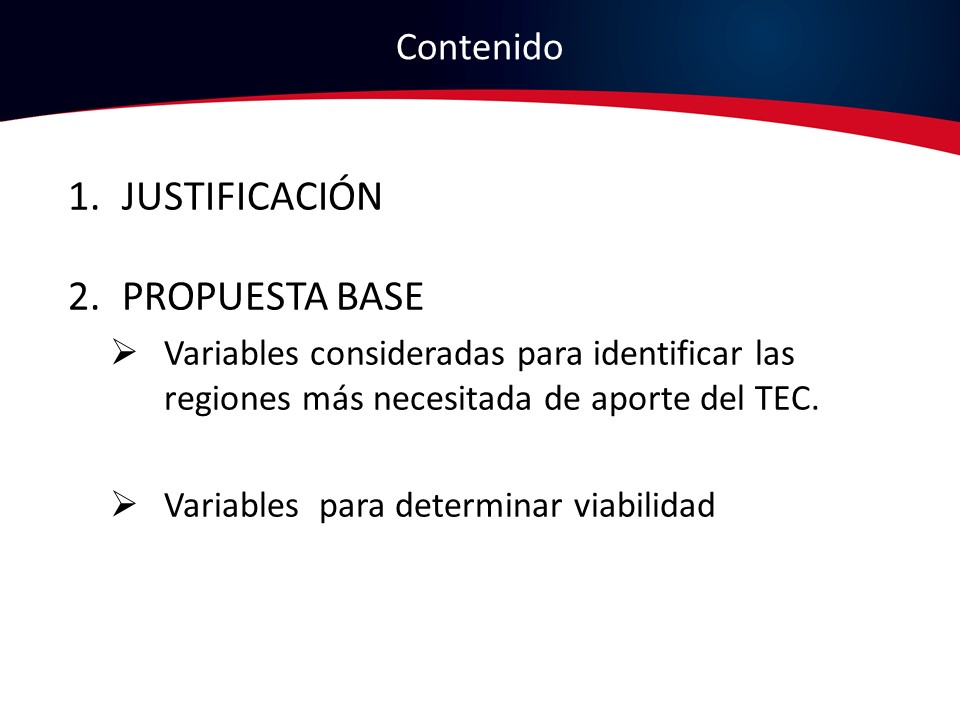 Contenido
1. JUSTIFICACIÓN
2. PROPUESTA BASE
➢ Variables consideradas para identificar las
regiones más necesitada de aporte del TEC.
➢ Variables  para determinar viabilidad